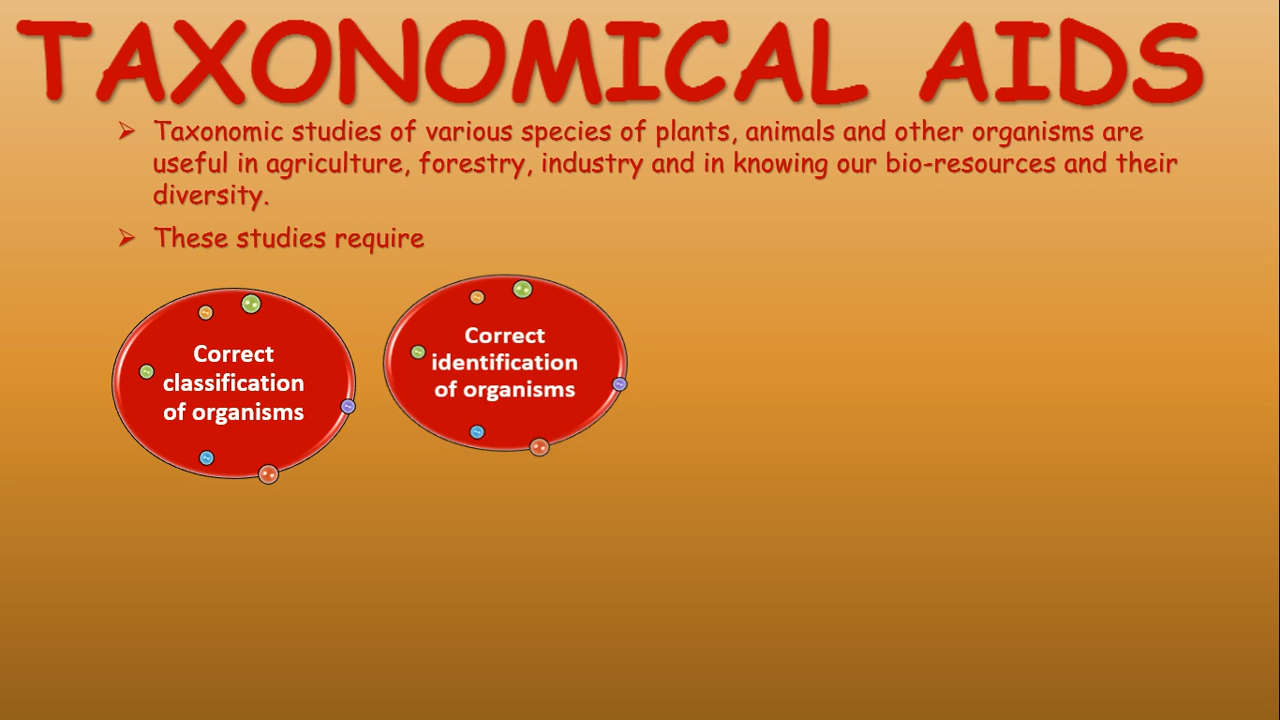 TAXONOMICAL AIDS
Taxonomic studies of various species of plants, animals and other organisms are
useful in agriculture, forestry, industry and in knowing our bio-resources and their
diversity.
These studies require
Correct
classification
of organisms
Correct
identification
of organisms